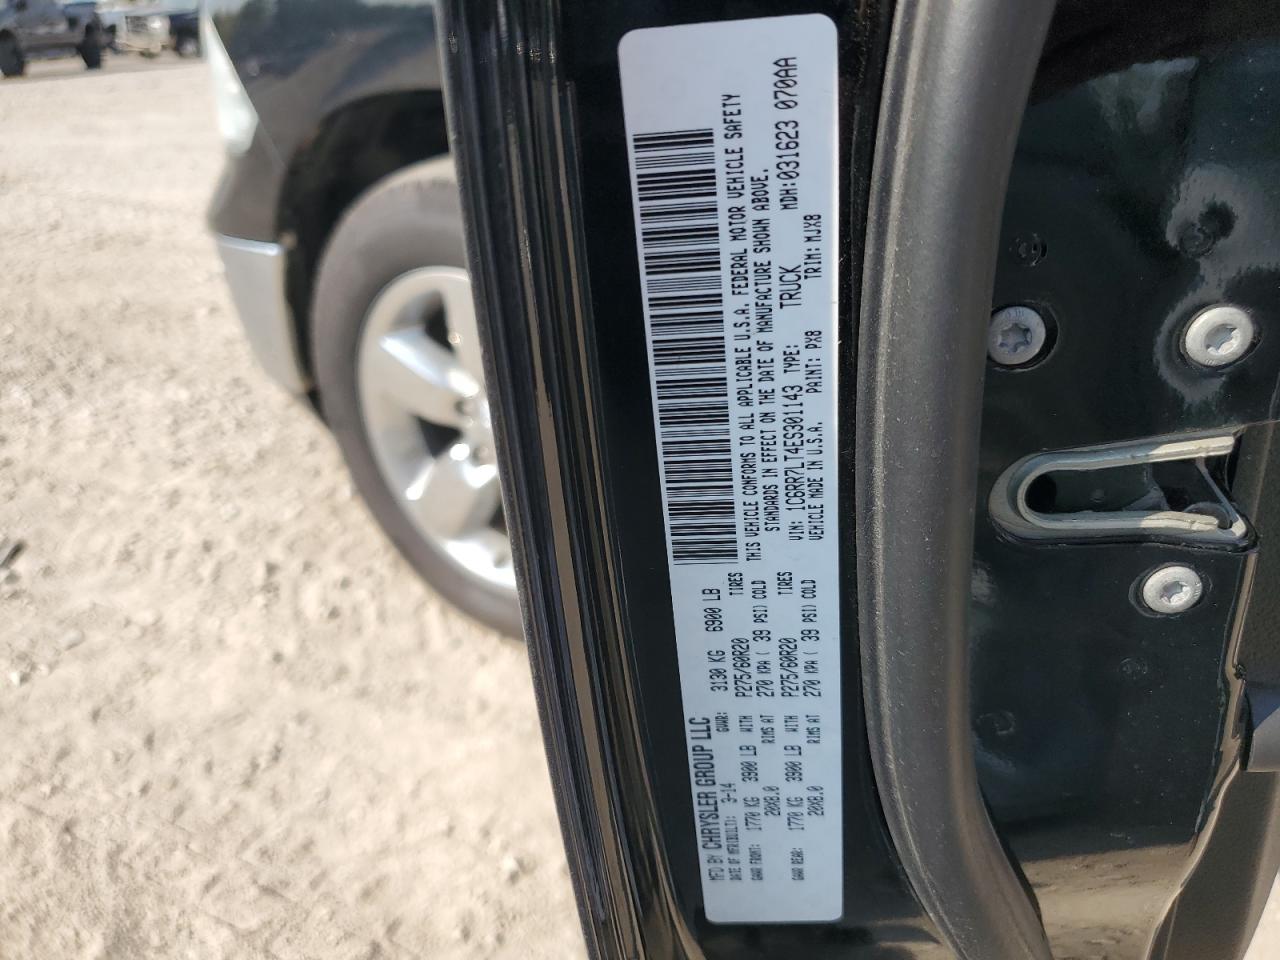 MFD BY CHRYSLER GROUP LLC
DATE OF MFR(BUILT): 3-14 GVWR: 3130 KG 6900 LB
GAWR FRONT: 1770 KG 3900 LB WITH P275/60R20 TIRES
20X8.0 RIMS AT 270 KPA ( 39 PSI) COLD
GAWR REAR: 1770 KG 3900 LB WITH P275/60R20 TIRES
20X8.0 RIMS AT 270 KPA ( 39 PSI) COLD
THIS VEHICLE CONFORMS TO ALL APPLICABLE U.S.A. FEDERAL MOTOR VEHICLE SAFETY
STANDARDS IN EFFECT ON THE DATE OF MANUFACTURE SHOWN ABOVE.
VIN: 1C6RR7LT4ES301143 TYPE: TRUCK MDH:031623 070AA
VEHICLE MADE IN U.S.A. PAINT: PX8 TRIM: MJX8